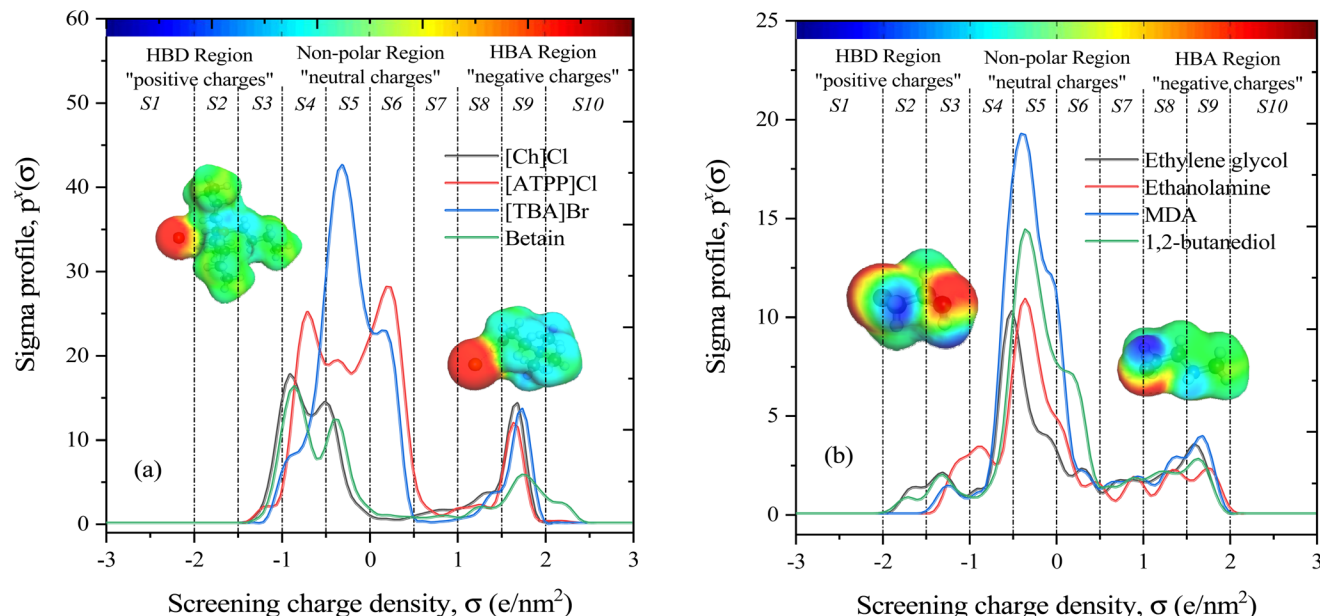 (a)
HBD Region
"positive charges"
Non-polar Region
"neutral charges"
HBA Region
"negative charges"
S1 S2 S3 S4 S5 S6 S7 S8 S9 S10
[Ch]Cl
[ATPP]Cl
[TBA]Br
Betain
60
50
40
30
20
10
0
-3 -2 -1 0 1 2 3
Sigma profile, pˣ(σ)
Screening charge density, σ (e/nm²)
(b)
HBD Region
"positive charges"
Non-polar Region
"neutral charges"
HBA Region
"negative charges"
S1 S2 S3 S4 S5 S6 S7 S8 S9 S10
Ethylene glycol
Ethanolamine
MDA
1,2-butanediol
25
20
15
10
5
0
-3 -2 -1 0 1 2 3
Sigma profile, pˣ(σ)
Screening charge density, σ (e/nm²)